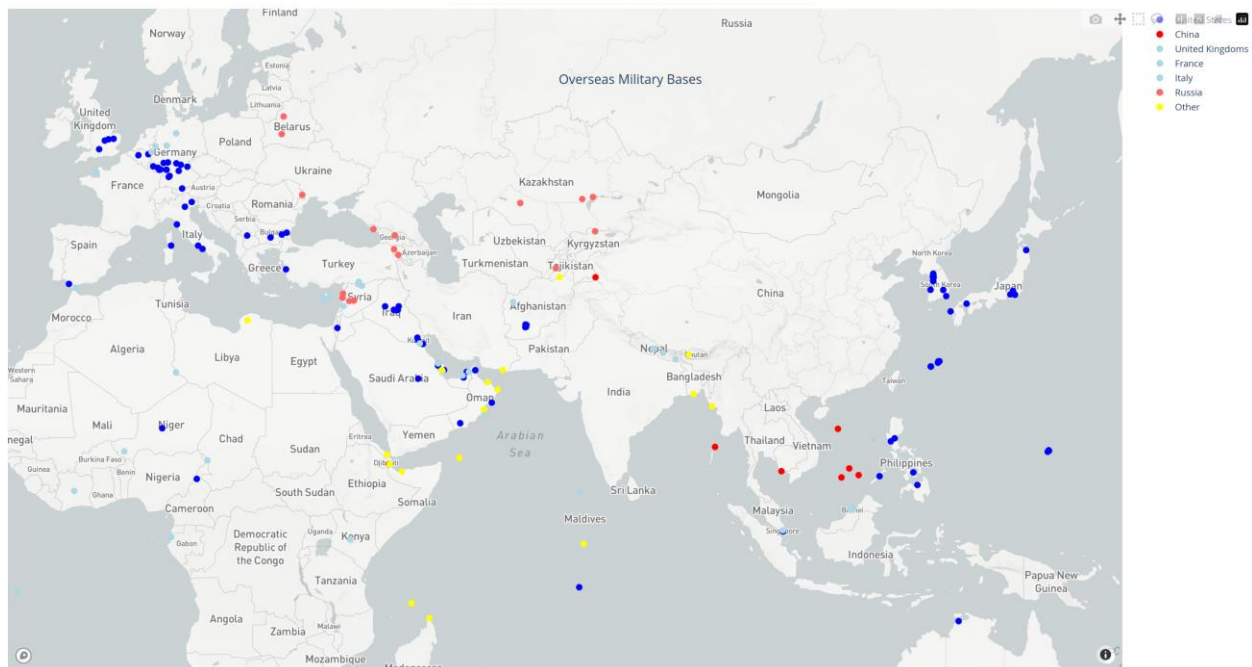 Overseas Military Bases
United States
China
United Kingdoms
France
Italy
Russia
Other
Finland
Russia
Norway
Estonia
Latvia
Lithuania
Denmark
United
Kingdom
Belarus
Poland
Germany
Ukraine
Kazakhstan
Mongolia
France
Austria
Croatia
Romania
Serbia
Bulga
Italy
Spain
Georgia
Azerbaijan
Uzbekistan
Kyrgyzstan
Turkmenistan
Tajikistan
Greece
Turkey
North Korea
South Korea
Japan
China
Syria
Iraq
Iran
Afghanistan
Tunisia
Morocco
Algeria
Libya
Egypt
Kuwait
Pakistan
Nepal
Bhutan
Western
Sahara
Saudi Arabia
Bangladesh
India
Taiwan
Oman
Mauritania
Mali
Niger
Chad
Sudan
Eritrea
Yemen
Arabian
Sea
Laos
Thailand
Vietnam
Philippines
negal
Burkina Faso
Guinea
Benin
Ghana
Nigeria
Djibouti
Ethiopia
South Sudan
Somalia
Cameroon
Sri Lanka
Maldives
Malaysia
Brunei
Singapore
Indonesia
Gabon
Democratic
Republic of
the Congo
Uganda
Kenya
Tanzania
Papua New
Guinea
Angola
Zambia
Malawi
Mozambique
Madagascar